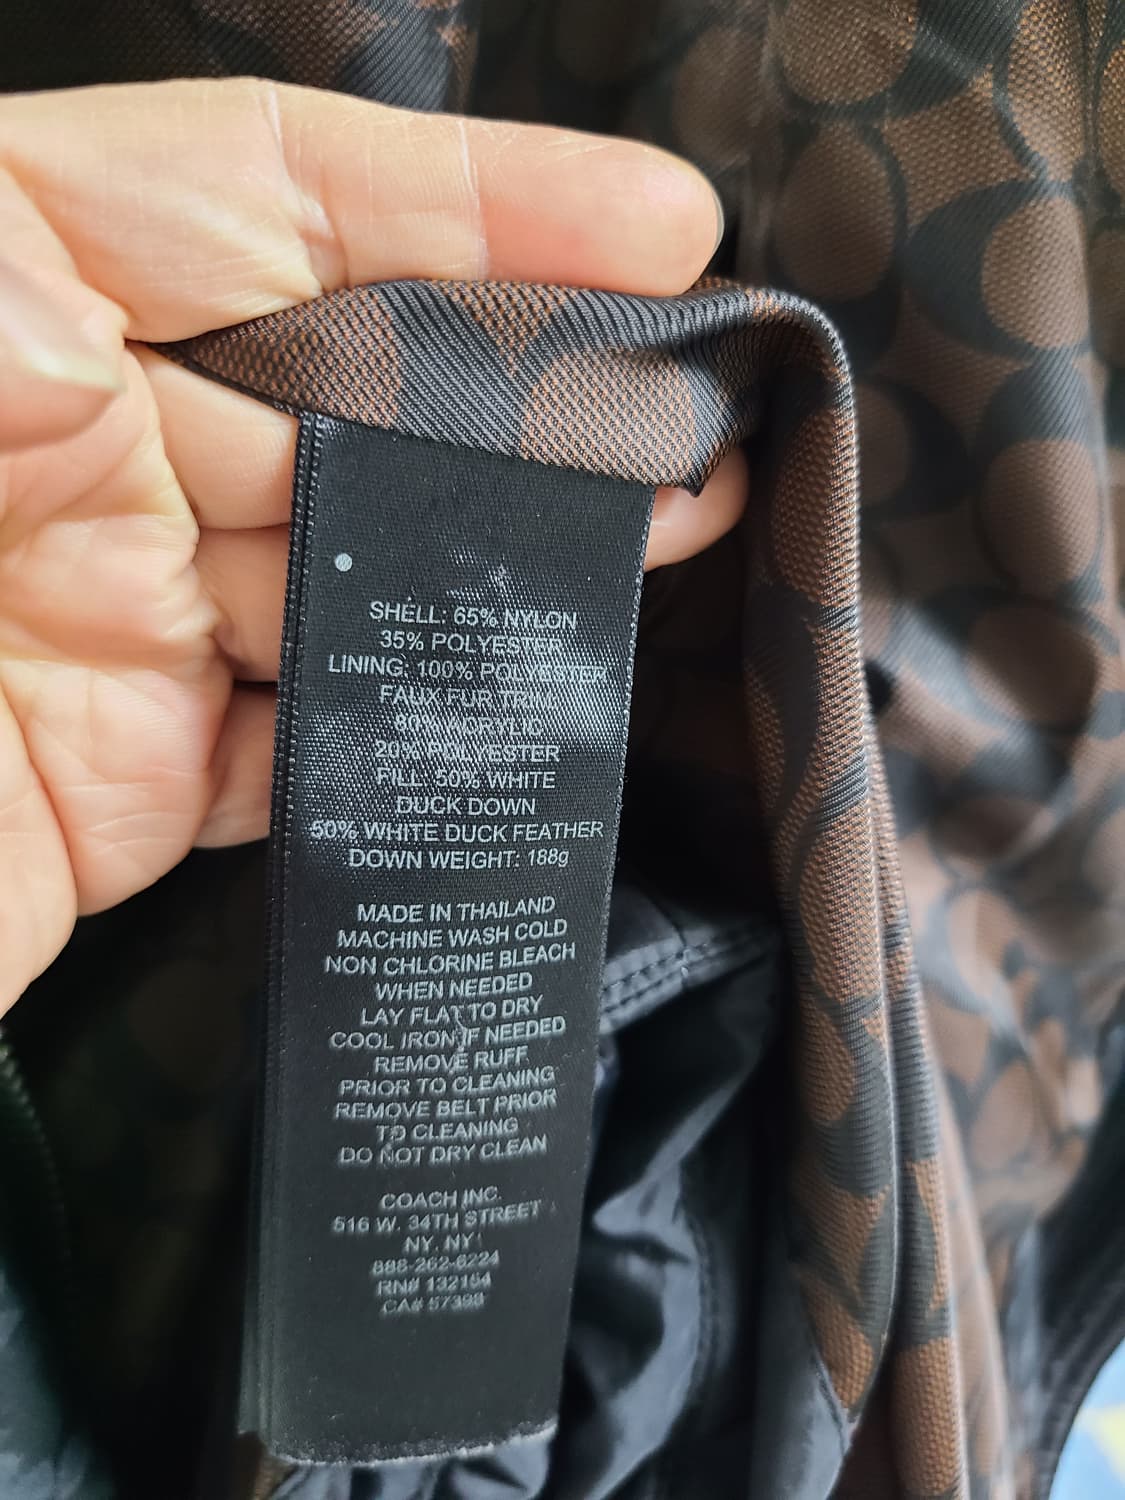 SHELL: 65% NYLON
35% POLYESTER
LINING: 100% POLYESTER
FAUX FUR TRIM:
80% ACRYLIC
20% POLYESTER
FILL: 50% WHITE
DUCK DOWN
50% WHITE DUCK FEATHER
DOWN WEIGHT: 188g
MADE IN THAILAND
MACHINE WASH COLD
NON CHLORINE BLEACH
WHEN NEEDED
LAY FLAT TO DRY
COOL IRON IF NEEDED
REMOVE RUFF
PRIOR TO CLEANING
REMOVE BELT PRIOR
TO CLEANING
DO NOT DRY CLEAN
COACH INC.
516 W. 34TH STREET
NY, NY
888-262-6224
RN# 132154
CA# 57398